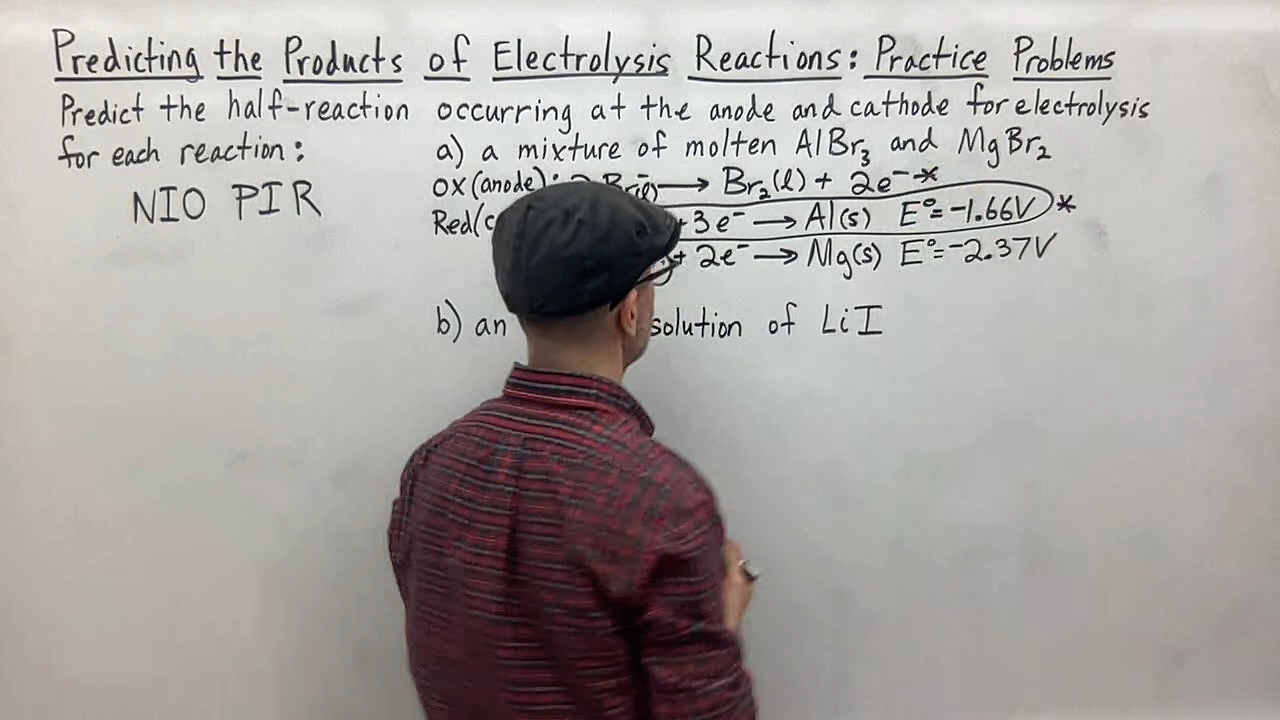 Predicting the Products of Electrolysis Reactions: Practice Problems
Predict the half-reaction occurring at the anode and cathode for electrolysis
for each reaction: a) a mixture of molten AlBr₃ and MgBr₂
NIO PIR
ox (anode): 2 Br⁻(l) → Br₂(l) + 2e⁻ *
Red/c + 3e⁻ → Al(s) E° = -1.66V *
+ 2e⁻ → Mg(s) E° = -2.37V
b) an solution of LiI